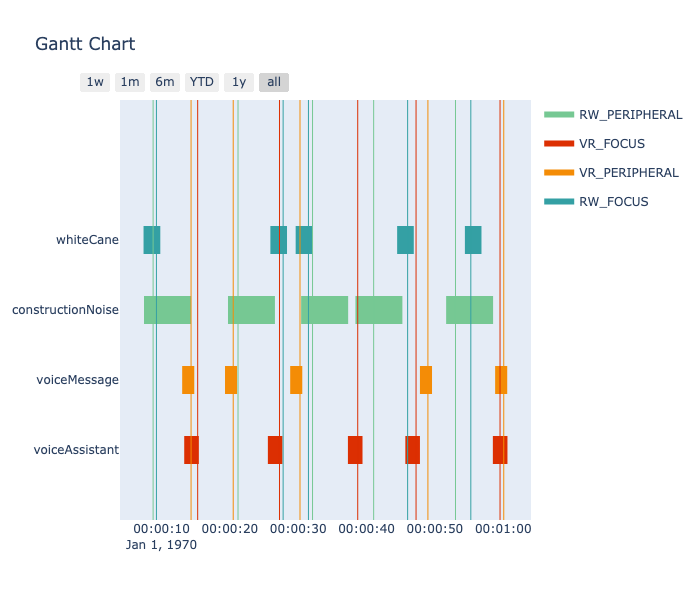 Gantt Chart
1w 1m 6m YTD 1y all
RW_PERIPHERAL
VR_FOCUS
VR_PERIPHERAL
RW_FOCUS
whiteCane
constructionNoise
voiceMessage
voiceAssistant
00:00:10 00:00:20 00:00:30 00:00:40 00:00:50 00:01:00
Jan 1, 1970